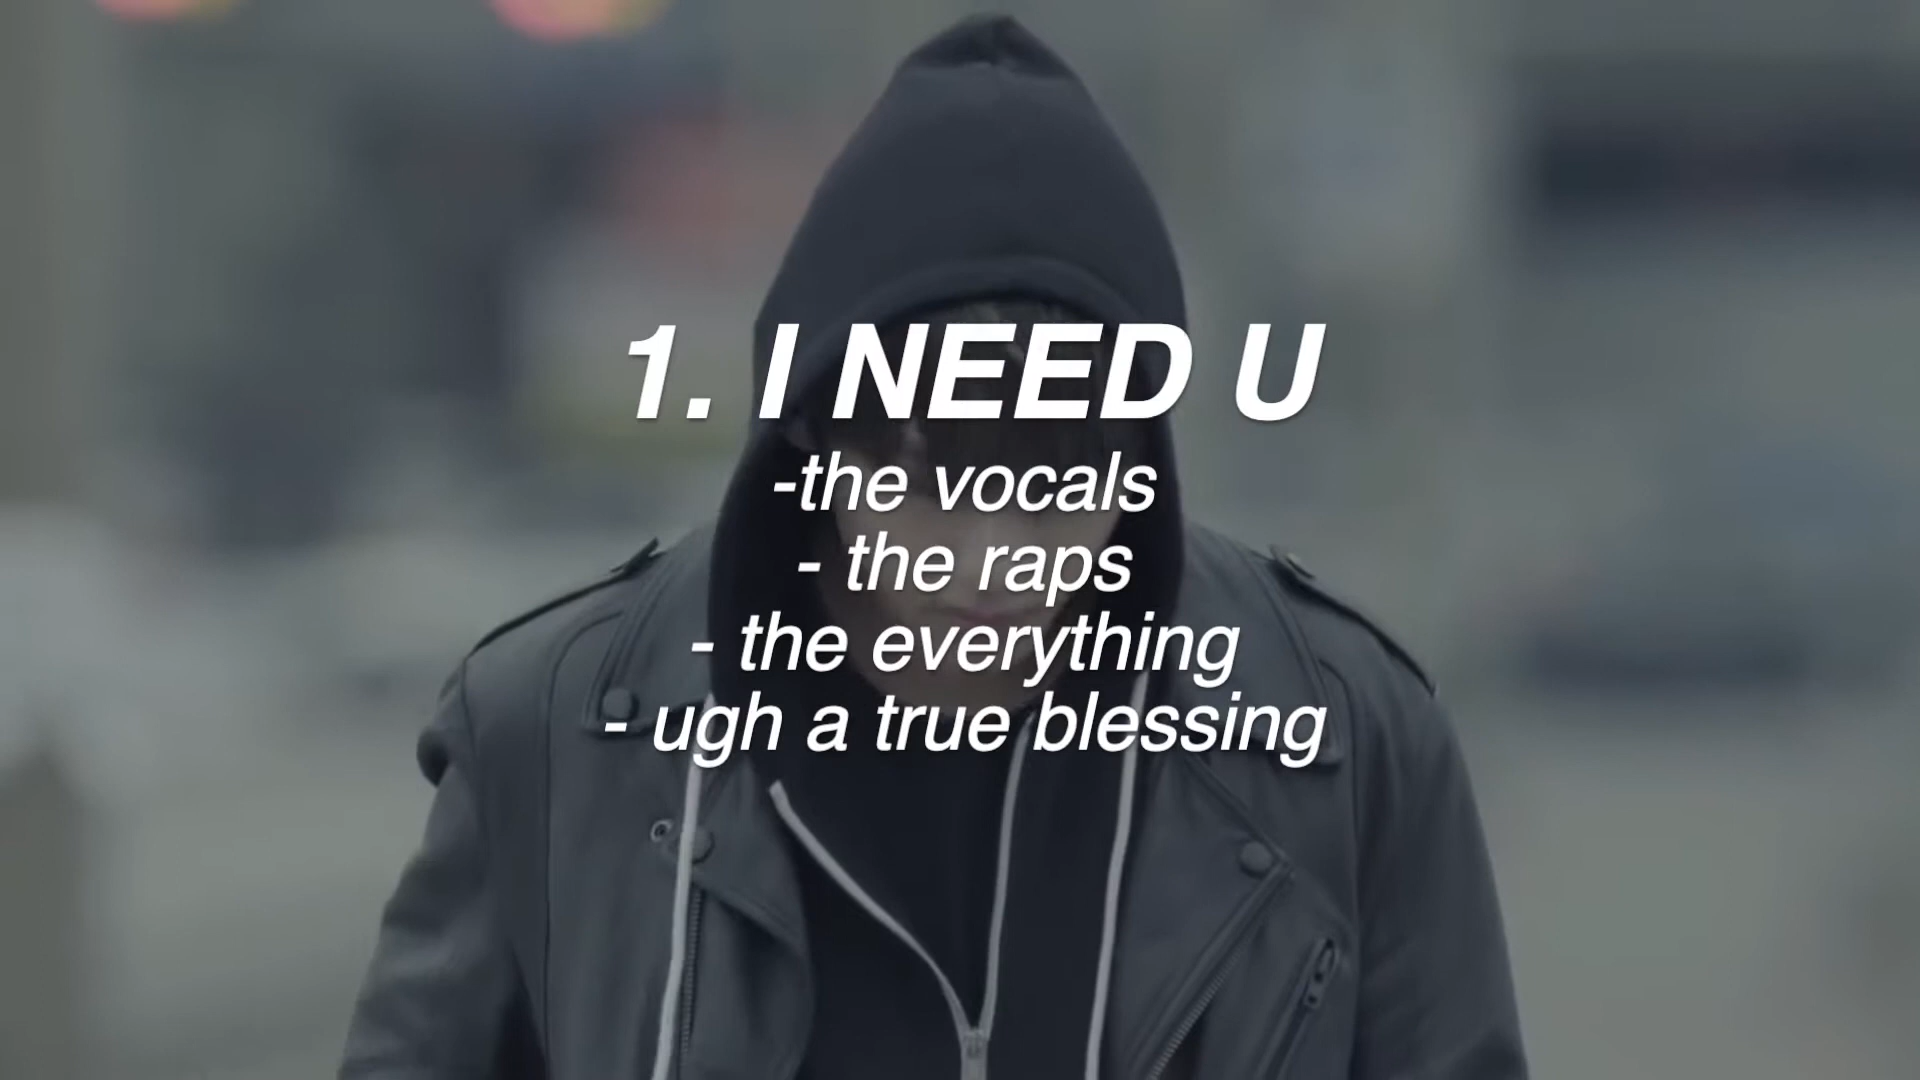 1. I NEED U
-the vocals
- the raps
- the everything
- ugh a true blessing